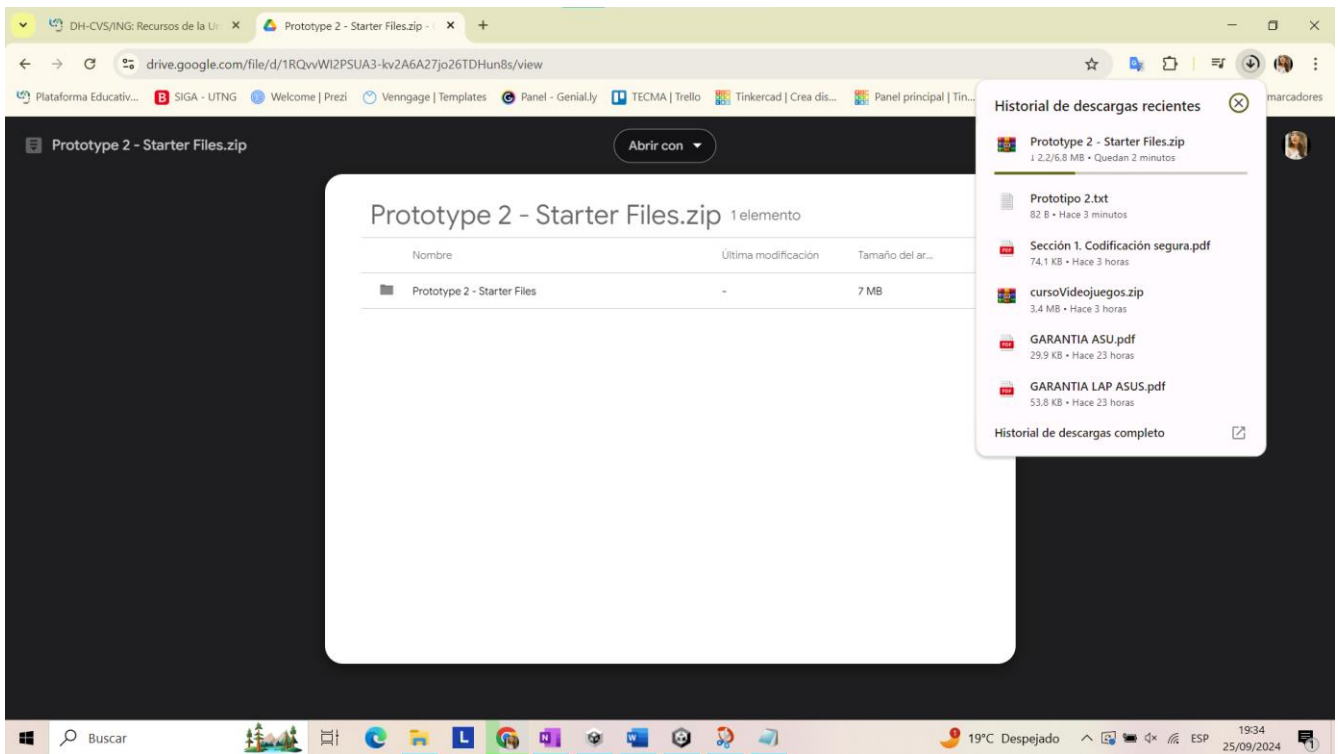 DH-CVS/ING: Recursos de la Un
Prototype 2 - Starter Files.zip -
drive.google.com/file/d/1RQvvWI2PSUA3-kv2A6A27jo26TDHun8s/view
Plataforma Educativ... SIGA - UTNG Welcome | Prezi Venngage | Templates Panel - Genial.ly TECMA | Trello Tinkercad | Crea dis... Panel principal | Tin... marcadores
Prototype 2 - Starter Files.zip
Abrir con
Prototype 2 - Starter Files.zip 1 elemento
Nombre Última modificación Tamaño del ar...
Prototype 2 - Starter Files - 7 MB
Historial de descargas recientes
Prototype 2 - Starter Files.zip
↓ 2,2/6,8 MB • Quedan 2 minutos
Prototipo 2.txt
82 B • Hace 3 minutos
Sección 1. Codificación segura.pdf
74,1 KB • Hace 3 horas
cursoVideojuegos.zip
3,4 MB • Hace 3 horas
GARANTIA ASU.pdf
29.9 KB • Hace 23 horas
GARANTIA LAP ASUS.pdf
53.8 KB • Hace 23 horas
Historial de descargas completo
Buscar
19°C Despejado
ESP
19:34
25/09/2024